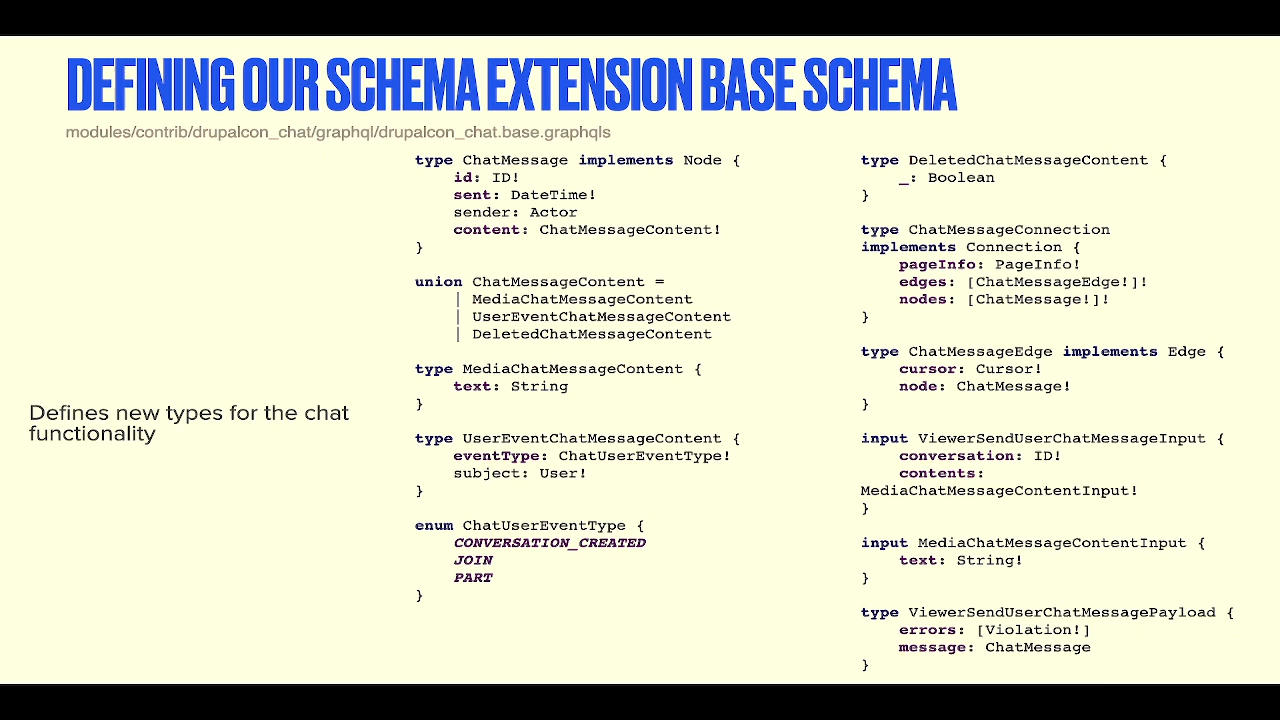 DEFINING OUR SCHEMA EXTENSION BASE SCHEMA
modules/contrib/drupalcon_chat/graphql/drupalcon_chat.base.graphqls
Defines new types for the chat
functionality
type ChatMessage implements Node {
    id: ID!
    sent: DateTime!
    sender: Actor
    content: ChatMessageContent!
}
union ChatMessageContent =
    | MediaChatMessageContent
    | UserEventChatMessageContent
    | DeletedChatMessageContent
type MediaChatMessageContent {
    text: String
}
type UserEventChatMessageContent {
    eventType: ChatUserEventType!
    subject: User!
}
enum ChatUserEventType {
    CONVERSATION_CREATED
    JOIN
    PART
}
type DeletedChatMessageContent {
    _: Boolean
}
type ChatMessageConnection
implements Connection {
    pageInfo: PageInfo!
    edges: [ChatMessageEdge!]!
    nodes: [ChatMessage!]!
}
type ChatMessageEdge implements Edge {
    cursor: Cursor!
    node: ChatMessage!
}
input ViewerSendUserChatMessageInput {
    conversation: ID!
    contents:
MediaChatMessageContentInput!
}
input MediaChatMessageContentInput {
    text: String!
}
type ViewerSendUserChatMessagePayload {
    errors: [Violation!]
    message: ChatMessage
}